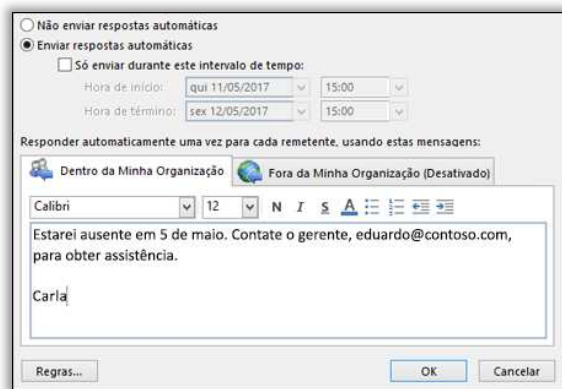 Não enviar respostas automáticas
Enviar respostas automáticas
Só enviar durante este intervalo de tempo:
Hora de início: qui 11/05/2017 15:00
Hora de término: sex 12/05/2017 15:00
Responder automaticamente uma vez para cada remetente, usando estas mensagens:
Dentro da Minha Organização Fora da Minha Organização (Desativado)
Calibri 12 N I S A
Estarei ausente em 5 de maio. Contate o gerente, eduardo@contoso.com,
para obter assistência.
Carla
Regras... OK Cancelar